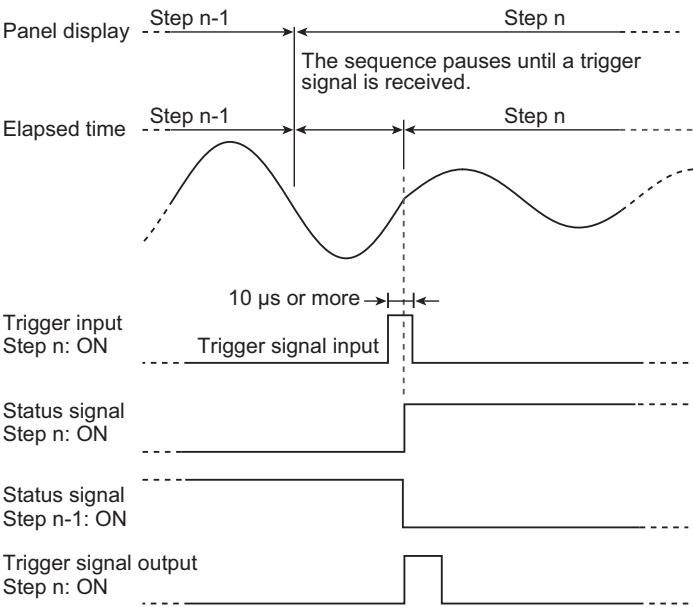 Step n-1
Step n
Panel display
The sequence pauses until a trigger
signal is received.
Step n-1
Step n
Elapsed time
10 µs or more
Trigger input
Step n: ON
Trigger signal input
Status signal
Step n: ON
Status signal
Step n-1: ON
Trigger signal output
Step n: ON